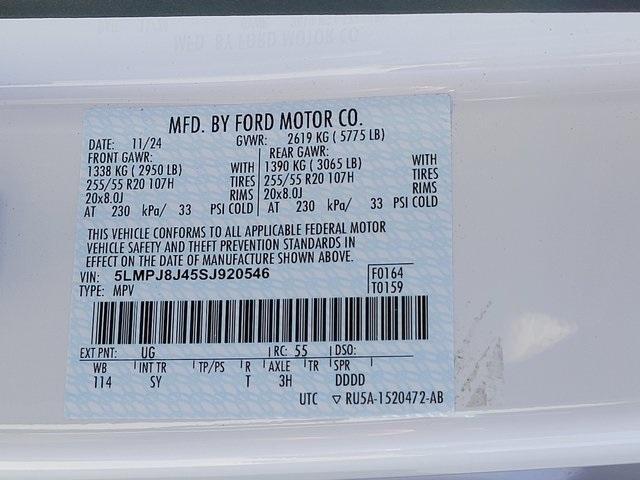 MFD. BY FORD MOTOR CO.
DATE: 11/24 GVWR: 2619 KG ( 5775 LB)
FRONT GAWR: REAR GAWR:
1338 KG ( 2950 LB) WITH 1390 KG ( 3065 LB) WITH
255/55 R20 107H TIRES 255/55 R20 107H TIRES
20x8.0J RIMS 20x8.0J RIMS
AT 230 kPa/ 33 PSI COLD AT 230 kPa/ 33 PSI COLD
THIS VEHICLE CONFORMS TO ALL APPLICABLE FEDERAL MOTOR
VEHICLE SAFETY AND THEFT PREVENTION STANDARDS IN
EFFECT ON THE DATE OF MANUFACTURE SHOWN ABOVE.
VIN: 5LMPJ8J45SJ920546 F0164
TYPE: MPV T0159
EXT PNT: UG RC: 55 DSO:
WB INT TR TP/PS R AXLE TR SPR
114 SY T 3H DDDD
UTC ▽ RU5A-1520472-AB